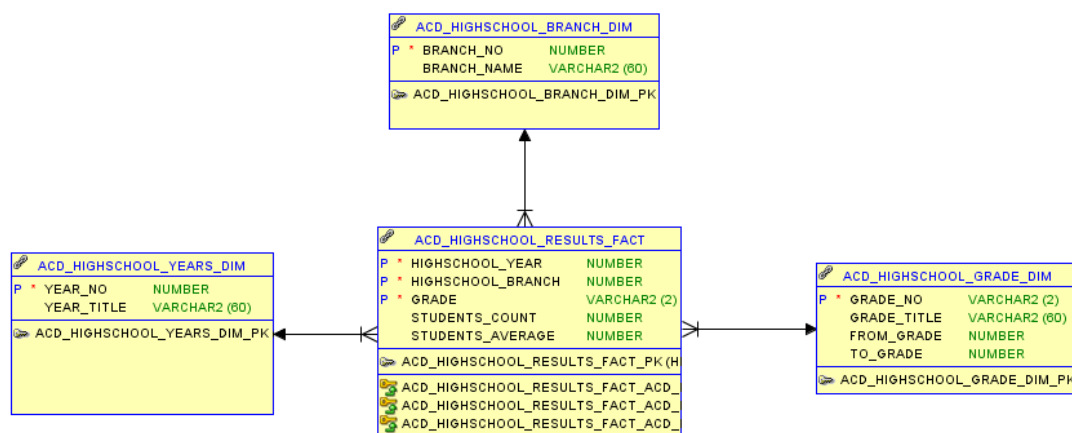 ACD_HIGHSCHOOL_BRANCH_DIM
P * BRANCH_NO NUMBER
BRANCH_NAME VARCHAR2 (60)
ACD_HIGHSCHOOL_BRANCH_DIM_PK
ACD_HIGHSCHOOL_YEARS_DIM
P * YEAR_NO NUMBER
YEAR_TITLE VARCHAR2 (60)
ACD_HIGHSCHOOL_YEARS_DIM_PK
ACD_HIGHSCHOOL_RESULTS_FACT
P * HIGHSCHOOL_YEAR NUMBER
P * HIGHSCHOOL_BRANCH NUMBER
P * GRADE VARCHAR2 (2)
STUDENTS_COUNT NUMBER
STUDENTS_AVERAGE NUMBER
ACD_HIGHSCHOOL_RESULTS_FACT_PK (H
ACD_HIGHSCHOOL_RESULTS_FACT_ACD_
ACD_HIGHSCHOOL_RESULTS_FACT_ACD_
ACD_HIGHSCHOOL_RESULTS_FACT_ACD_
ACD_HIGHSCHOOL_GRADE_DIM
P * GRADE_NO VARCHAR2 (2)
GRADE_TITLE VARCHAR2 (60)
FROM_GRADE NUMBER
TO_GRADE NUMBER
ACD_HIGHSCHOOL_GRADE_DIM_PK